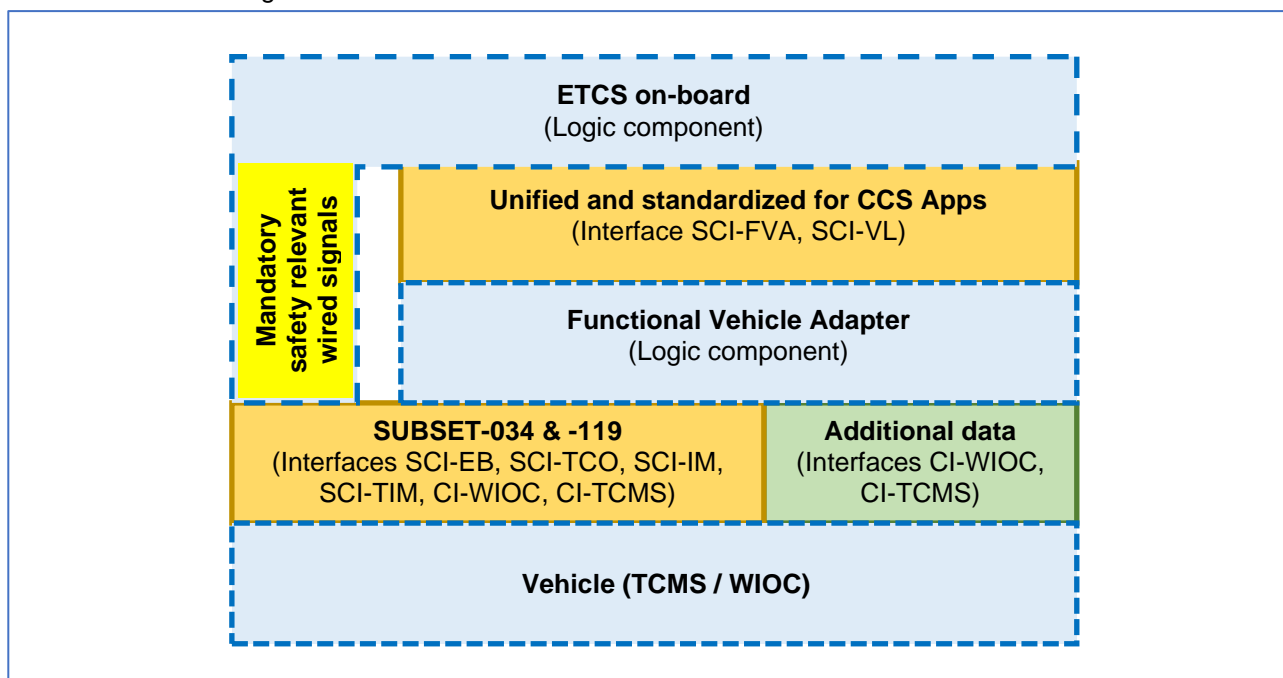 ETCS on-board
(Logic component)
Mandatory
safety relevant
wired signals
Unified and standardized for CCS Apps
(Interface SCI-FVA, SCI-VL)
Functional Vehicle Adapter
(Logic component)
SUBSET-034 & -119
(Interfaces SCI-EB, SCI-TCO, SCI-IM,
SCI-TIM, CI-WIOC, CI-TCMS)
Additional data
(Interfaces CI-WIOC,
CI-TCMS)
Vehicle (TCMS / WIOC)